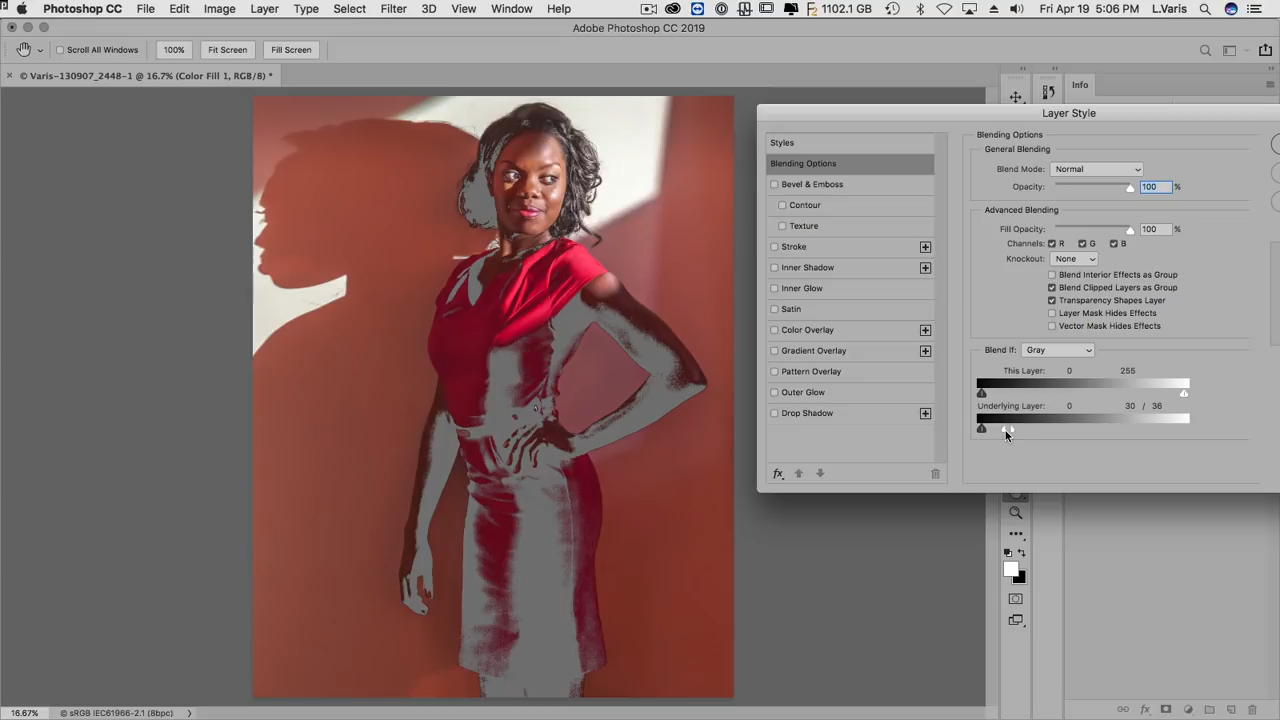 Photoshop CC File Edit Image Layer Type Select Filter 3D View Window Help 1102.1 GB Fri Apr 19 5:06 PM L.Varis
Adobe Photoshop CC 2019
Scroll All Windows 100% Fit Screen Fill Screen
× © Varis-130907_2448-1 @ 16.7% (Color Fill 1, RGB/8) *
Info
Layer Style
Styles
Blending Options
Bevel & Emboss
Contour
Texture
Stroke
Inner Shadow
Inner Glow
Satin
Color Overlay
Gradient Overlay
Pattern Overlay
Outer Glow
Drop Shadow
fx
Blending Options
General Blending
Blend Mode: Normal
Opacity: 100 %
Advanced Blending
Fill Opacity: 100 %
Channels: R G B
Knockout: None
Blend Interior Effects as Group
Blend Clipped Layers as Group
Transparency Shapes Layer
Layer Mask Hides Effects
Vector Mask Hides Effects
Blend If: Gray
This Layer: 0 255
Underlying Layer: 0 30 / 36
16.67% © sRGB IEC61966-2.1 (8bpc)
fx